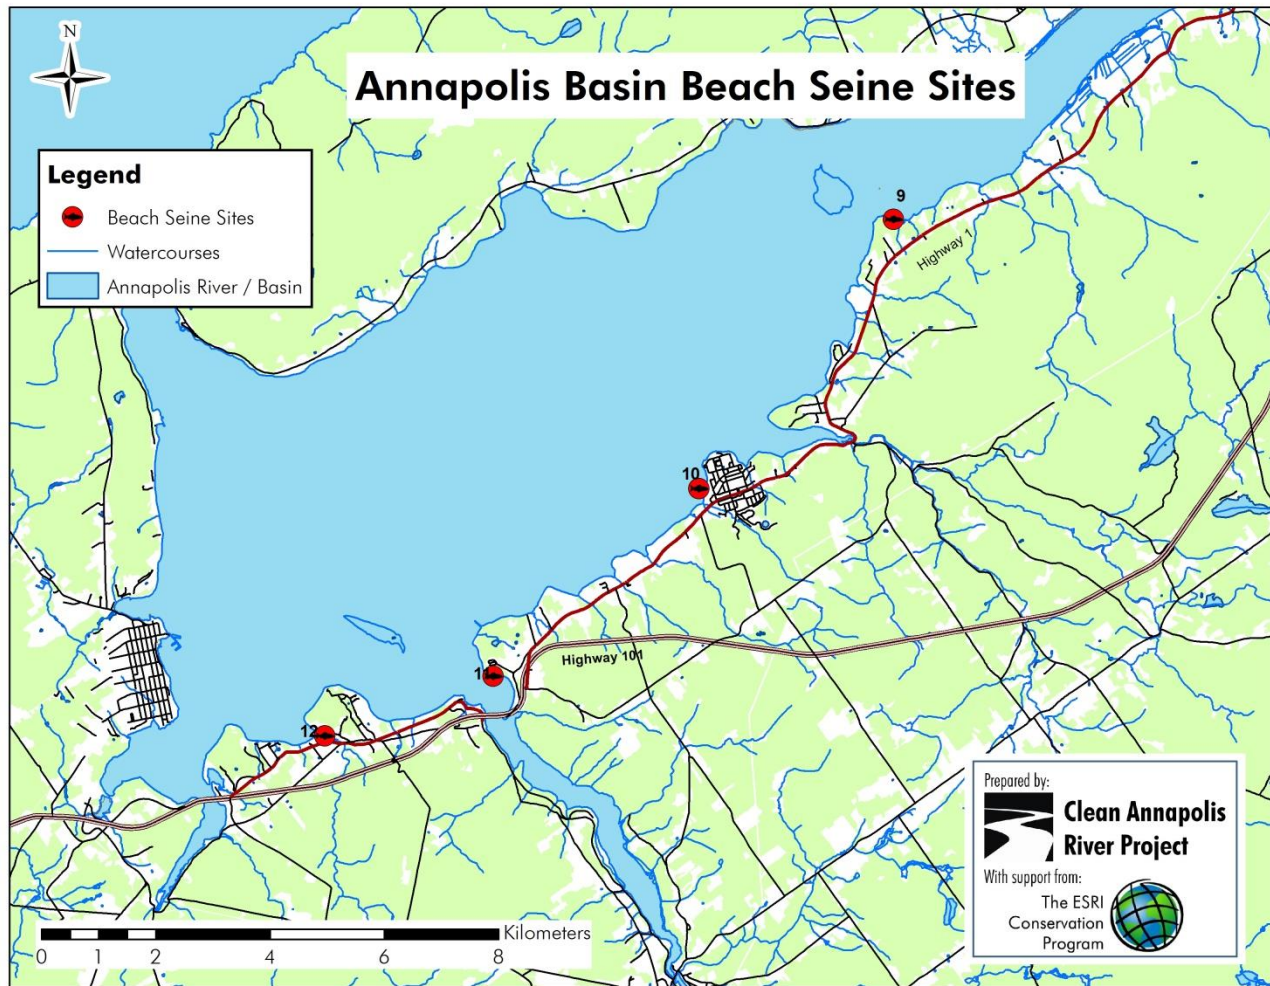 N
Annapolis Basin Beach Seine Sites
Legend
Beach Seine Sites
Watercourses
Annapolis River / Basin
9
Highway 1
10
Highway 101
11
12
Prepared by:
Clean Annapolis
River Project
With support from:
The ESRI
Conservation
Program
Kilometers
0 1 2 4 6 8